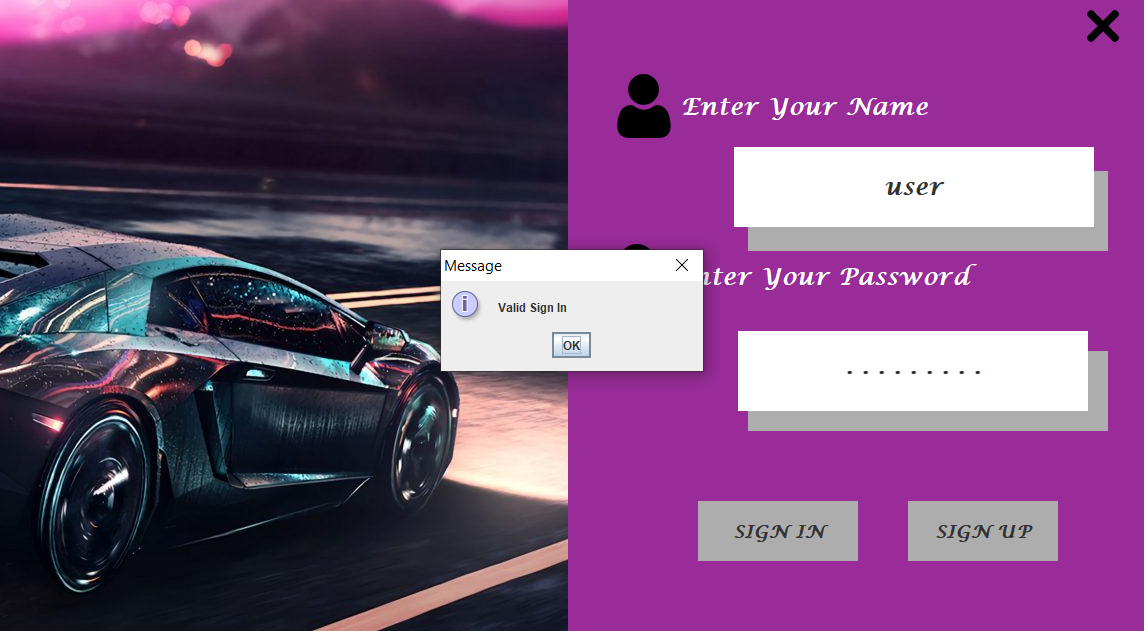 Enter Your Name
user
Message
Valid Sign In
OK
nter Your Password
.........
SIGN IN
SIGN UP